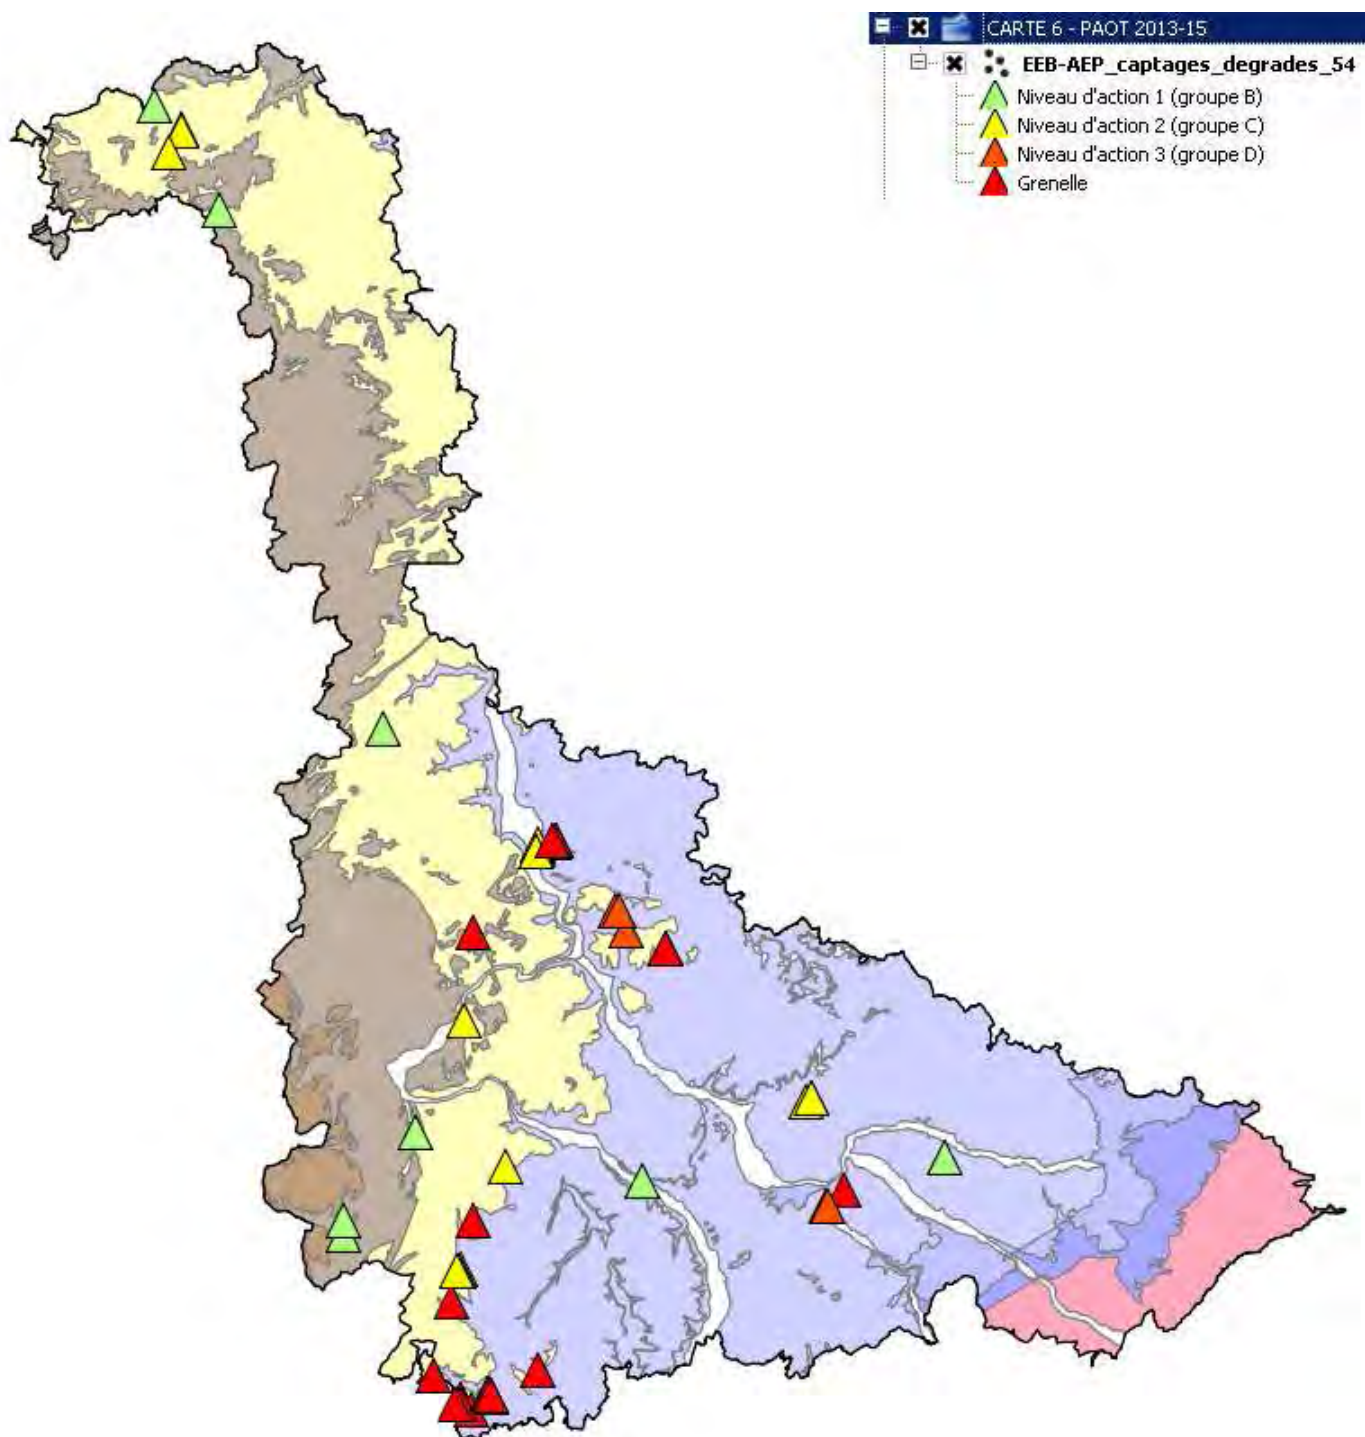 CARTE 6 - PAOT 2013-15
EEB-AEP_captages_degrades_54
Niveau d'action 1 (groupe B)
Niveau d'action 2 (groupe C)
Niveau d'action 3 (groupe D)
Grenelle